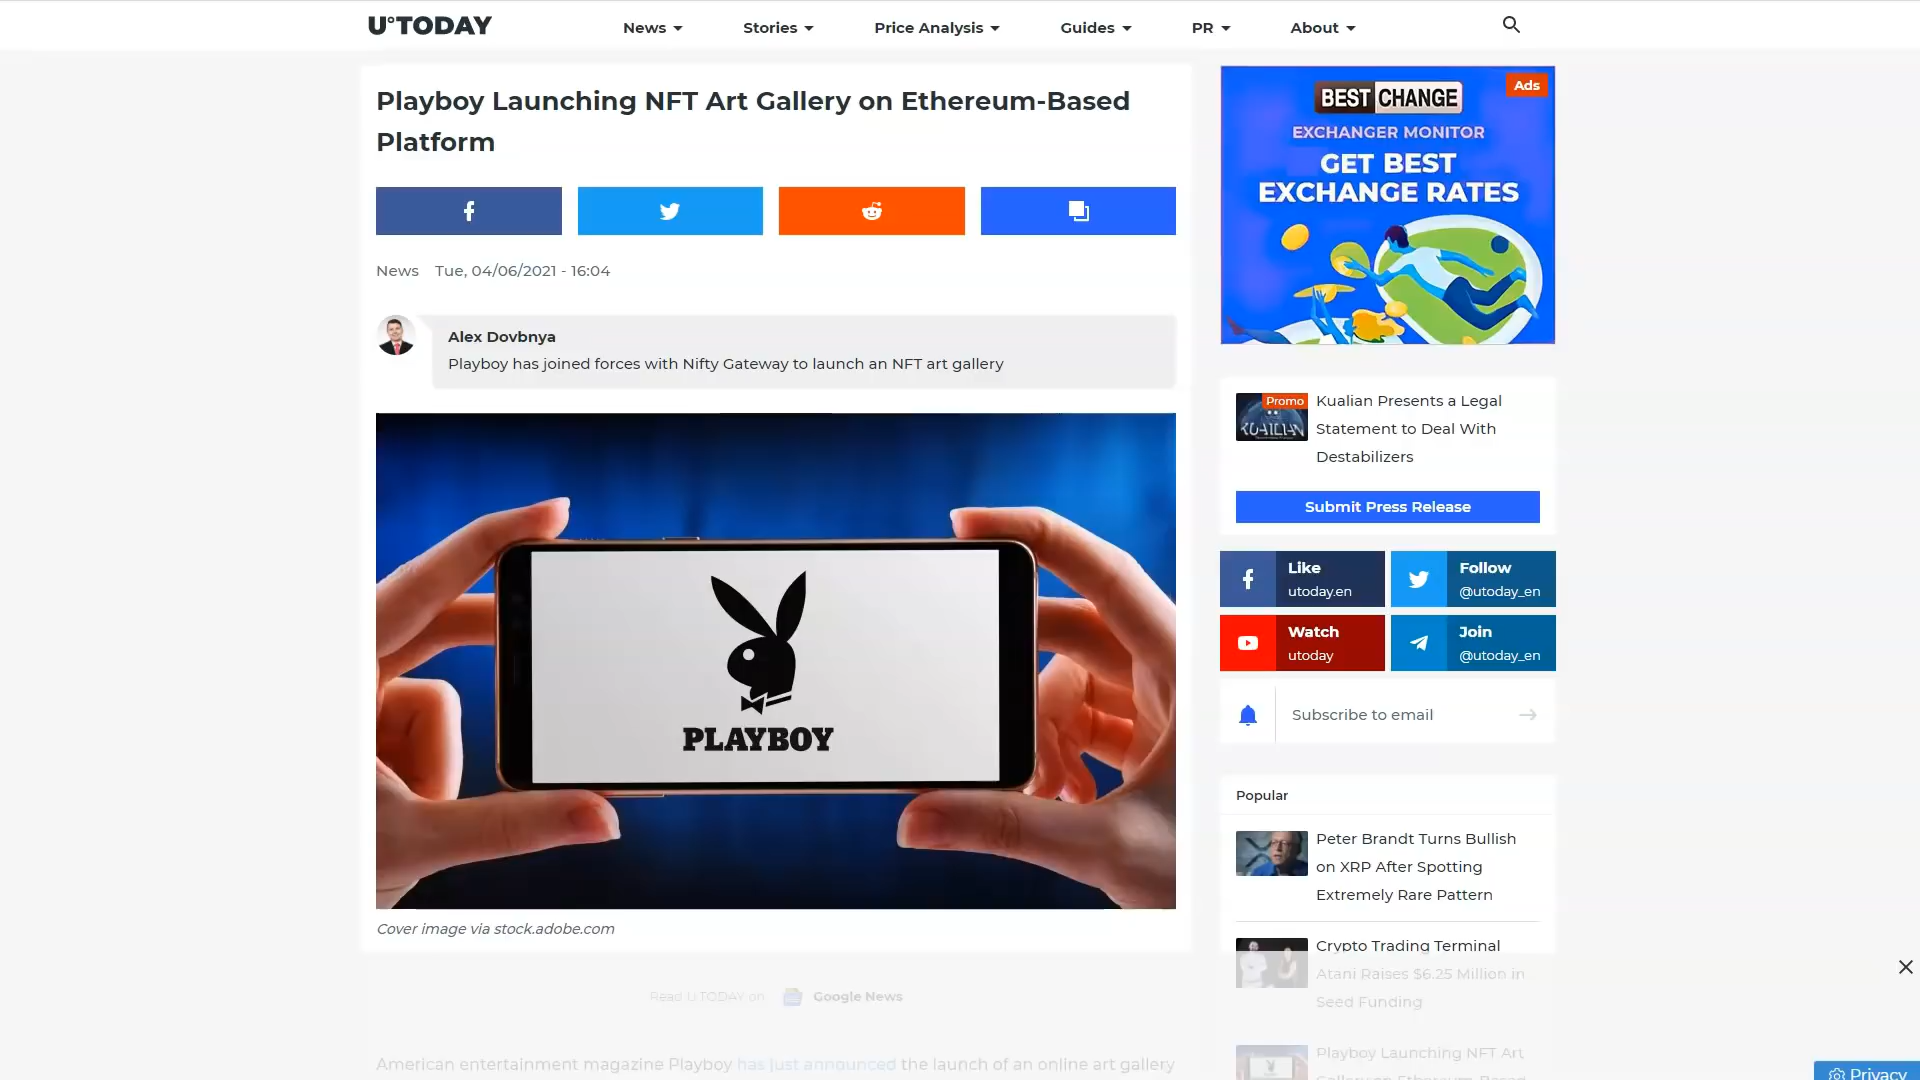 U°TODAY
News
Stories
Price Analysis
Guides
PR
About
Playboy Launching NFT Art Gallery on Ethereum-Based
Platform
News Tue, 04/06/2021 - 16:04
Alex Dovbnya
Playboy has joined forces with Nifty Gateway to launch an NFT art gallery
PLAYBOY
Cover image via stock.adobe.com
Read U.TODAY on Google News
American entertainment magazine Playboy has just announced the launch of an online art gallery
Ads
BEST CHANGE
EXCHANGER MONITOR
GET BEST
EXCHANGE RATES
Promo
KUAILIAN
Kualian Presents a Legal
Statement to Deal With
Destabilizers
Submit Press Release
Like
utoday.en
Follow
@utoday_en
Watch
utoday
Join
@utoday_en
Subscribe to email
Popular
Peter Brandt Turns Bullish
on XRP After Spotting
Extremely Rare Pattern
Crypto Trading Terminal
Atani Raises $6.25 Million in
Seed Funding
Playboy Launching NFT Art
Gallery on Ethereum-Based
Privacy